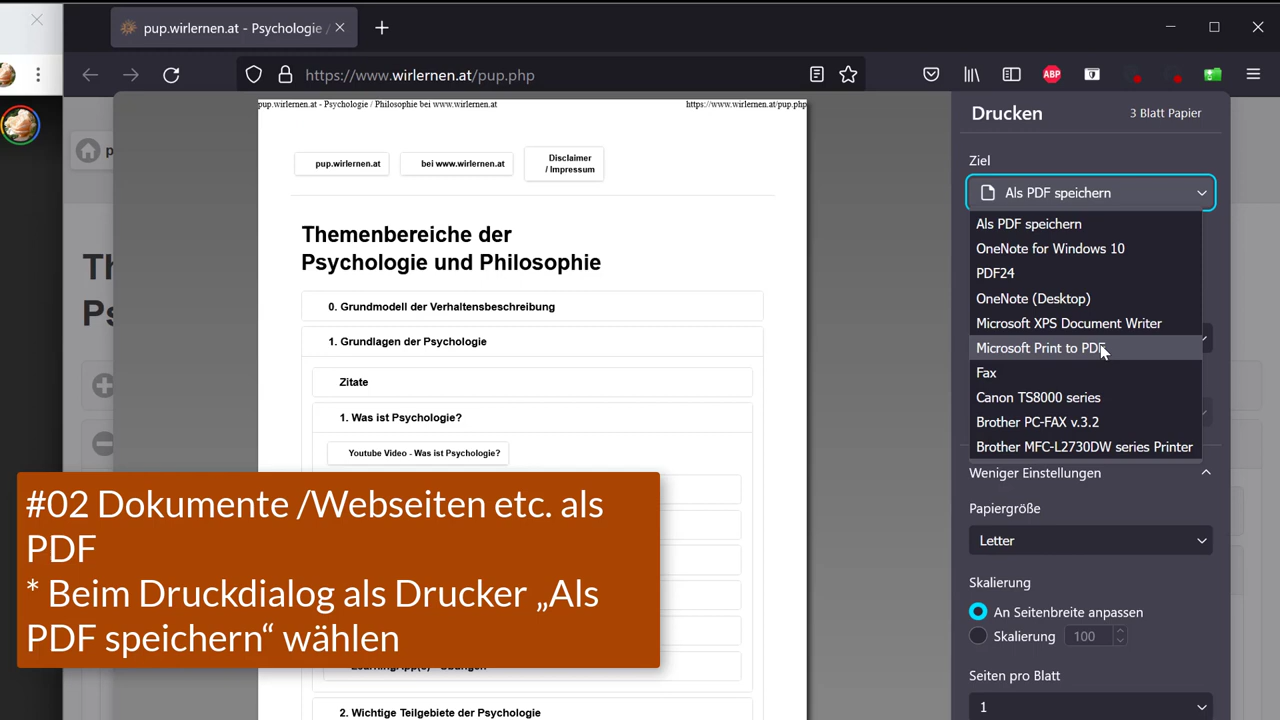 pup.wirlernen.at - Psychologie /
https://www.wirlernen.at/pup.php
ABP
pup.wirlernen.at - Psychologie / Philosophie bei www.wirlernen.at
https://www.wirlernen.at/pup.php
pup.wirlernen.at
bei www.wirlernen.at
Disclaimer
/ Impressum
Themenbereiche der
Psychologie und Philosophie
0. Grundmodell der Verhaltensbeschreibung
1. Grundlagen der Psychologie
Zitate
1. Was ist Psychologie?
Youtube Video - Was ist Psychologie?
2. Wichtige Teilgebiete der Psychologie
#02 Dokumente /Webseiten etc. als
PDF
* Beim Druckdialog als Drucker „Als
PDF speichern“ wählen
Drucken
3 Blatt Papier
Ziel
Als PDF speichern
Als PDF speichern
OneNote for Windows 10
PDF24
OneNote (Desktop)
Microsoft XPS Document Writer
Microsoft Print to PDF
Fax
Canon TS8000 series
Brother PC-FAX v.3.2
Brother MFC-L2730DW series Printer
Weniger Einstellungen
Papiergröße
Letter
Skalierung
An Seitenbreite anpassen
Skalierung
100
Seiten pro Blatt
1